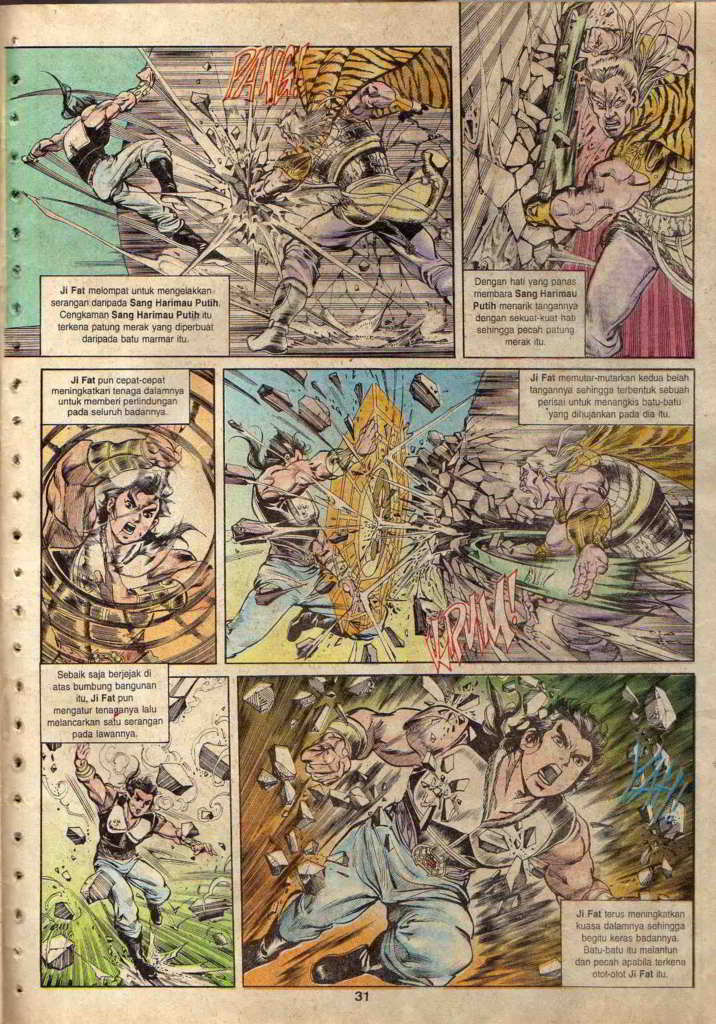 PANG!
Ji Fat melompat untuk mengelakkan
serangan daripada Sang Harimau Putih.
Cengkaman Sang Harimau Putih itu
terkena patung merak yang diperbuat
daripada batu marmar itu.
Dengan hati yang panas
membara Sang Harimau
Putih menarik tangannya
dengan sekuat-kuat hati
sehingga pecah patung
merak itu.
Ji Fat pun cepat-cepat
meningkatkan tenaga dalamnya
untuk memberi perlindungan
pada seluruh badannya.
Ji Fat memutar-mutarkan kedua belah
tangannya sehingga terbentuk sebuah
perisai untuk menangkis batu-batu
yang dihujankan pada dia itu.
Sebaik saja berjejak di
atas bumbung bangunan
itu, Ji Fat pun
mengatur tenaganya lalu
melancarkan satu serangan
pada lawannya.
Ji Fat terus meningkatkan
kuasa dalamnya sehingga
begitu keras badannya.
Batu-batu itu melantun
dan pecah apabila terkena
otot-otot Ji Fat itu.
31